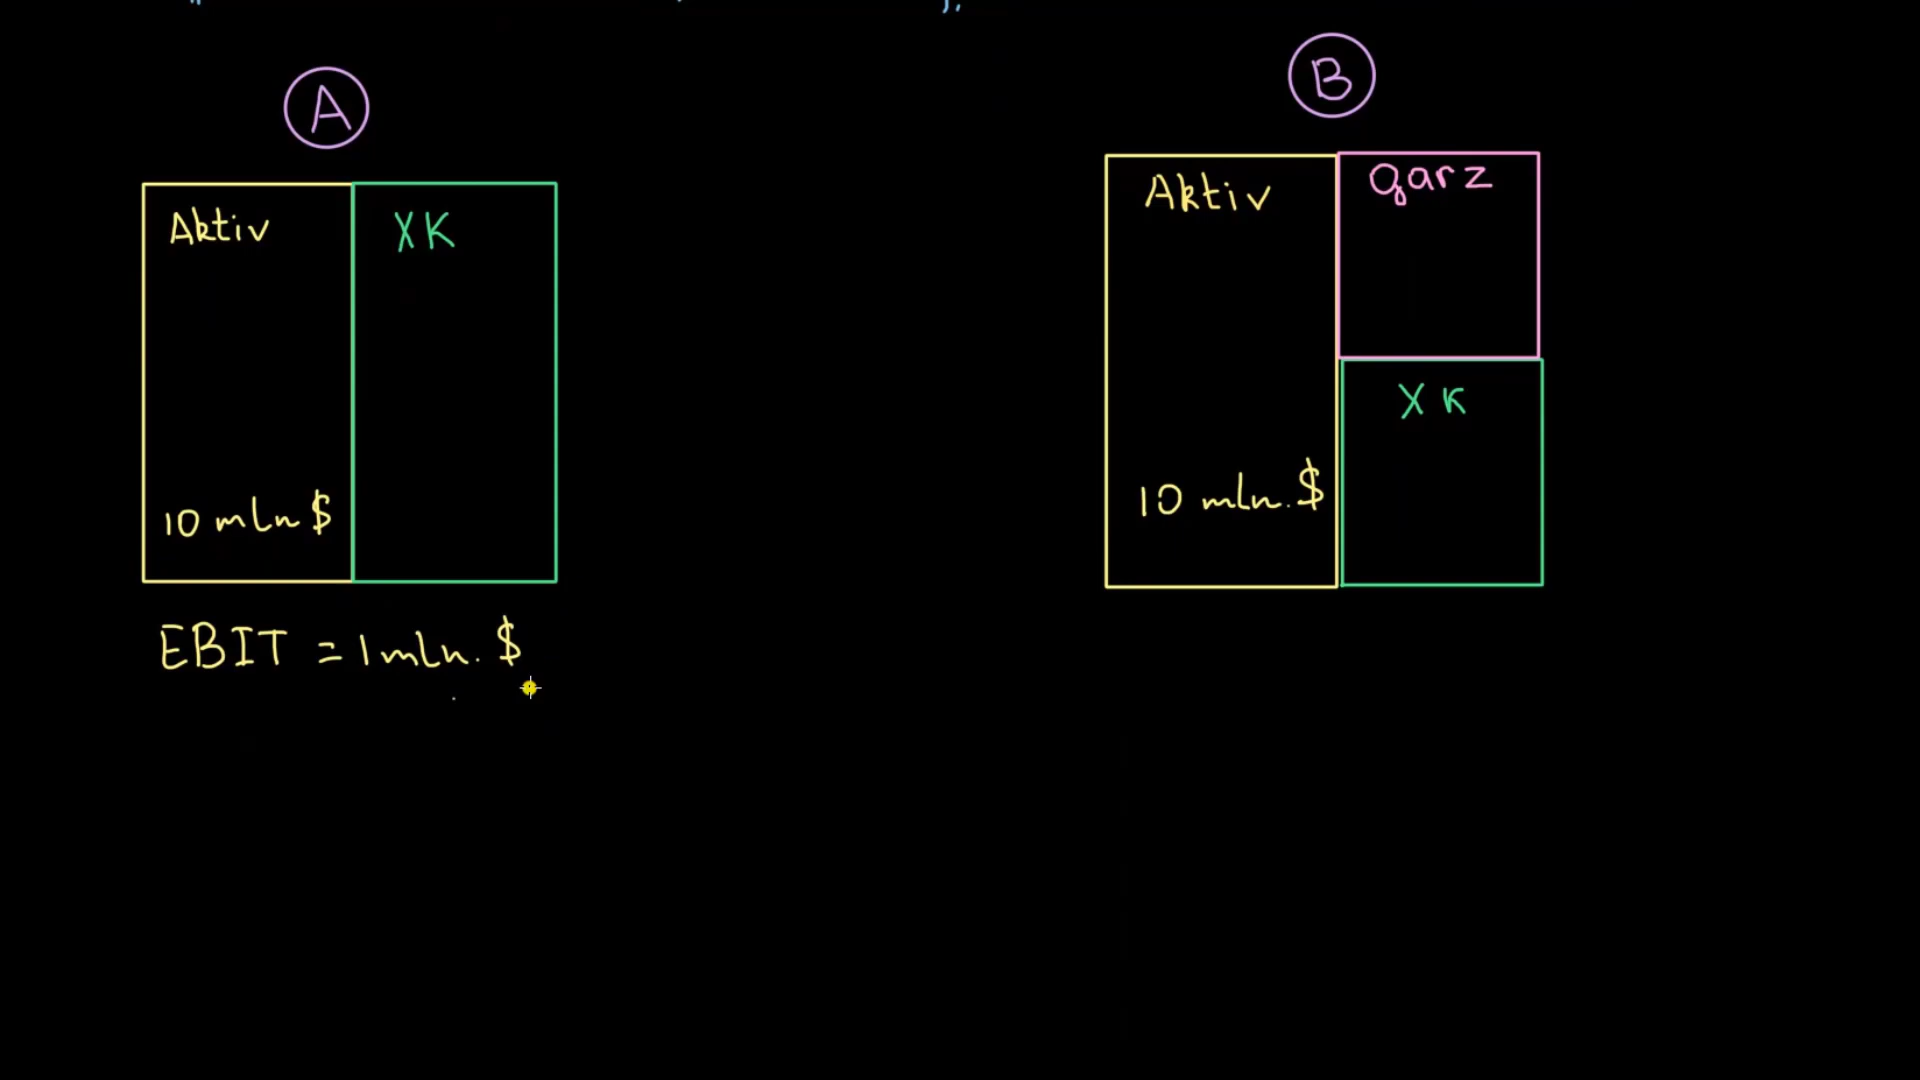 A
Aktiv
XK
10 mln $
EBIT = 1 mln. $
B
Aktiv
qarz
XK
10 mln. $